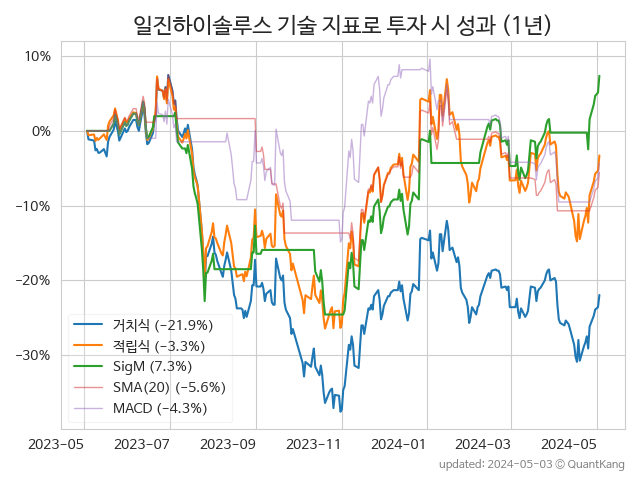 일진하이솔루스 기술 지표로 투자 시 성과 (1년)
10%
0%
−10%
−20%
−30%
거치식 (−21.9%)
적립식 (−3.3%)
SigM (7.3%)
SMA(20) (−5.6%)
MACD (−4.3%)
2023-05 2023-07 2023-09 2023-11 2024-01 2024-03 2024-05
updated: 2024-05-03 © QuantKang